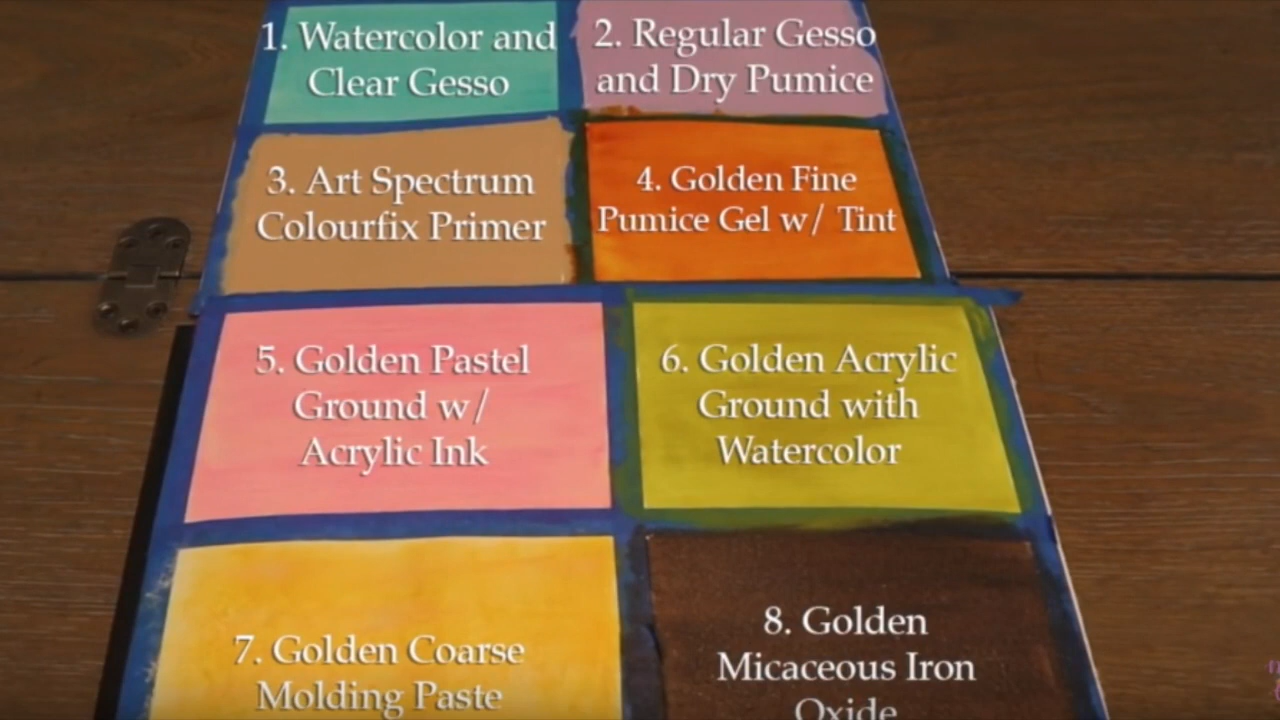 1. Watercolor and
Clear Gesso
2. Regular Gesso
and Dry Pumice
3. Art Spectrum
Colourfix Primer
4. Golden Fine
Pumice Gel w/ Tint
5. Golden Pastel
Ground w/
Acrylic Ink
6. Golden Acrylic
Ground with
Watercolor
7. Golden Coarse
Molding Paste
8. Golden
Micaceous Iron
Oxide